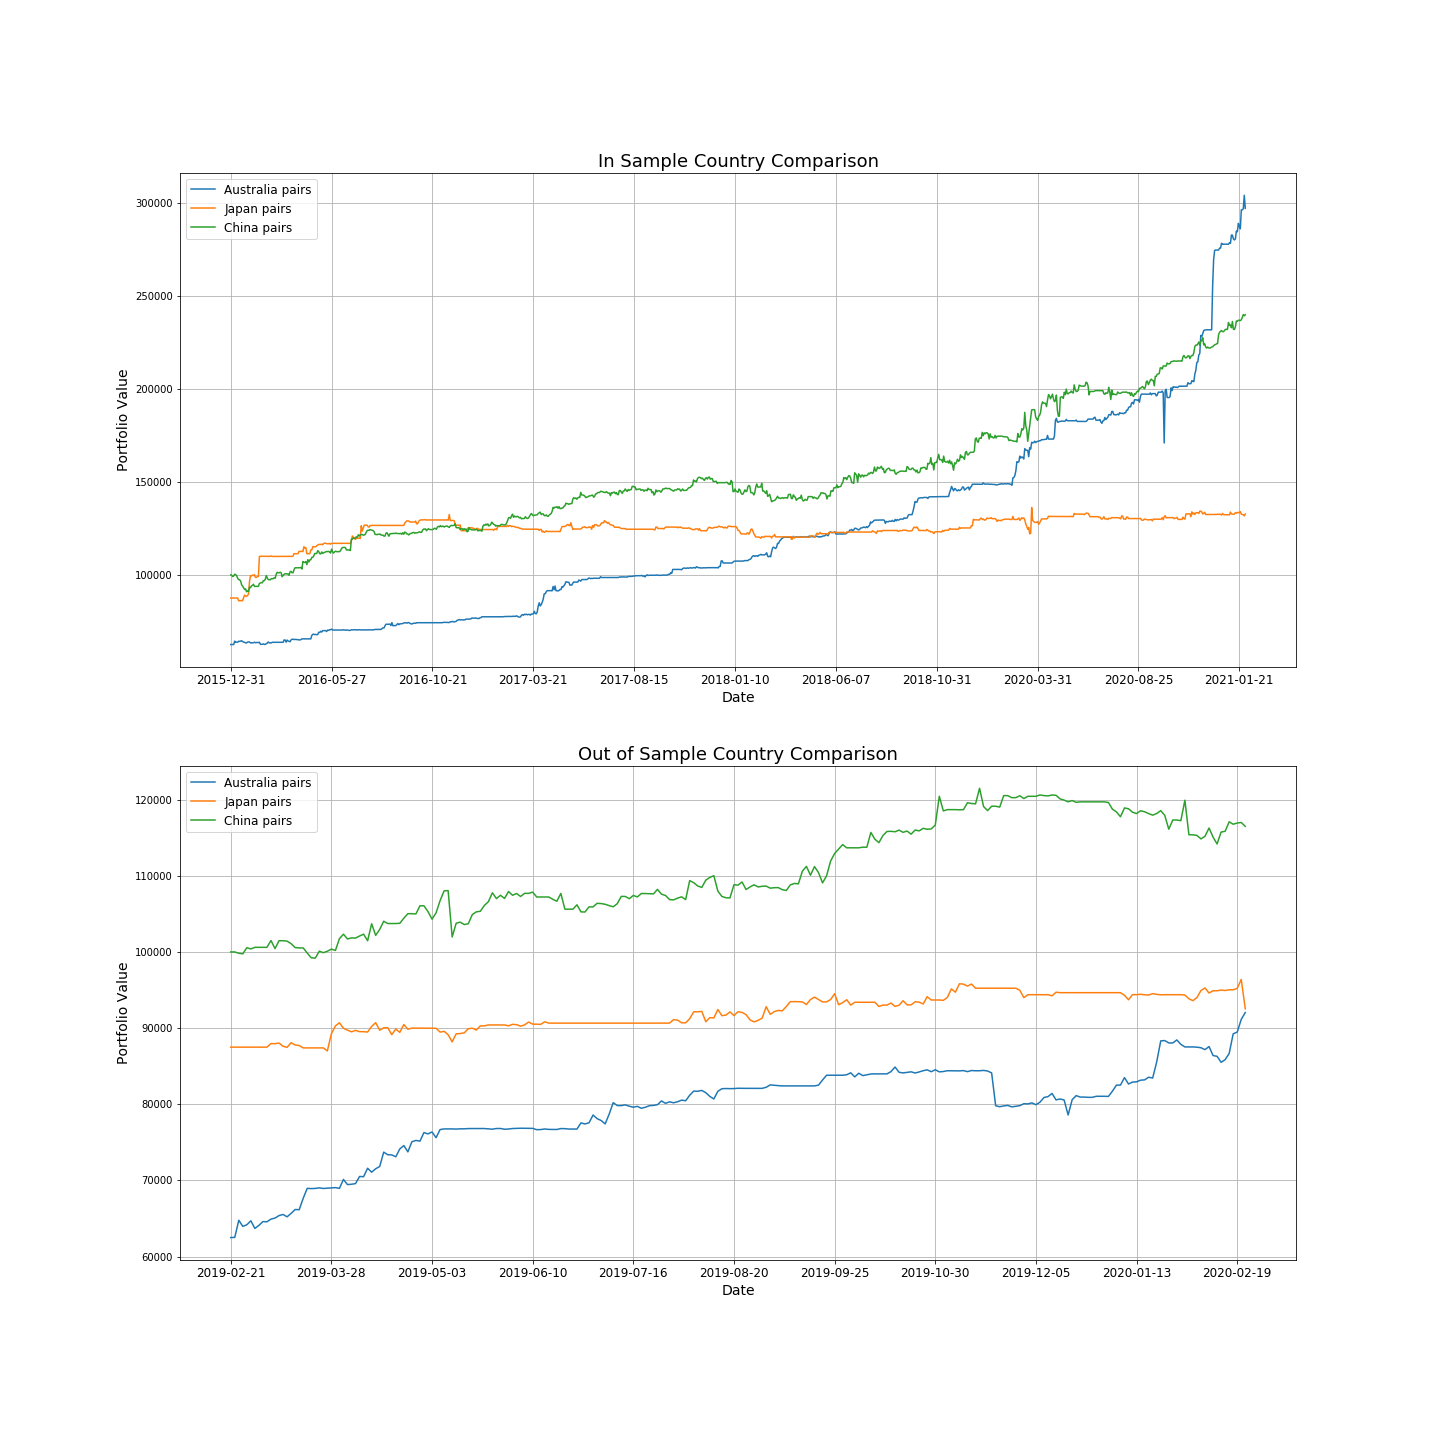 In Sample Country Comparison
Australia pairs
Japan pairs
China pairs
300000
250000
200000
150000
100000
Portfolio Value
2015-12-31 2016-05-27 2016-10-21 2017-03-21 2017-08-15 2018-01-10 2018-06-07 2018-10-31 2020-03-31 2020-08-25 2021-01-21
Date
Out of Sample Country Comparison
Australia pairs
Japan pairs
China pairs
120000
110000
100000
90000
80000
70000
60000
Portfolio Value
2019-02-21 2019-03-28 2019-05-03 2019-06-10 2019-07-16 2019-08-20 2019-09-25 2019-10-30 2019-12-05 2020-01-13 2020-02-19
Date